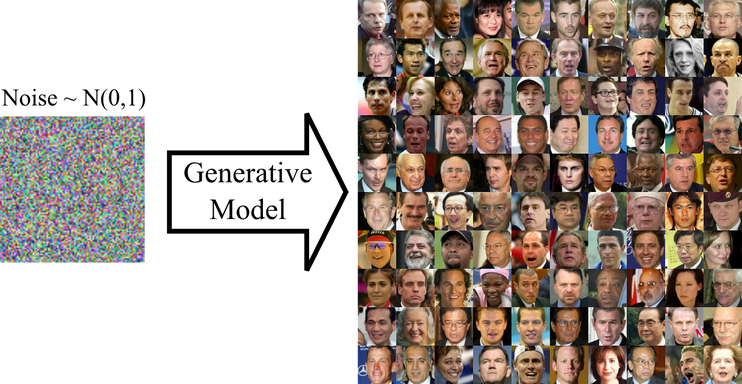 Noise ~ N(0,1)
Generative
Model